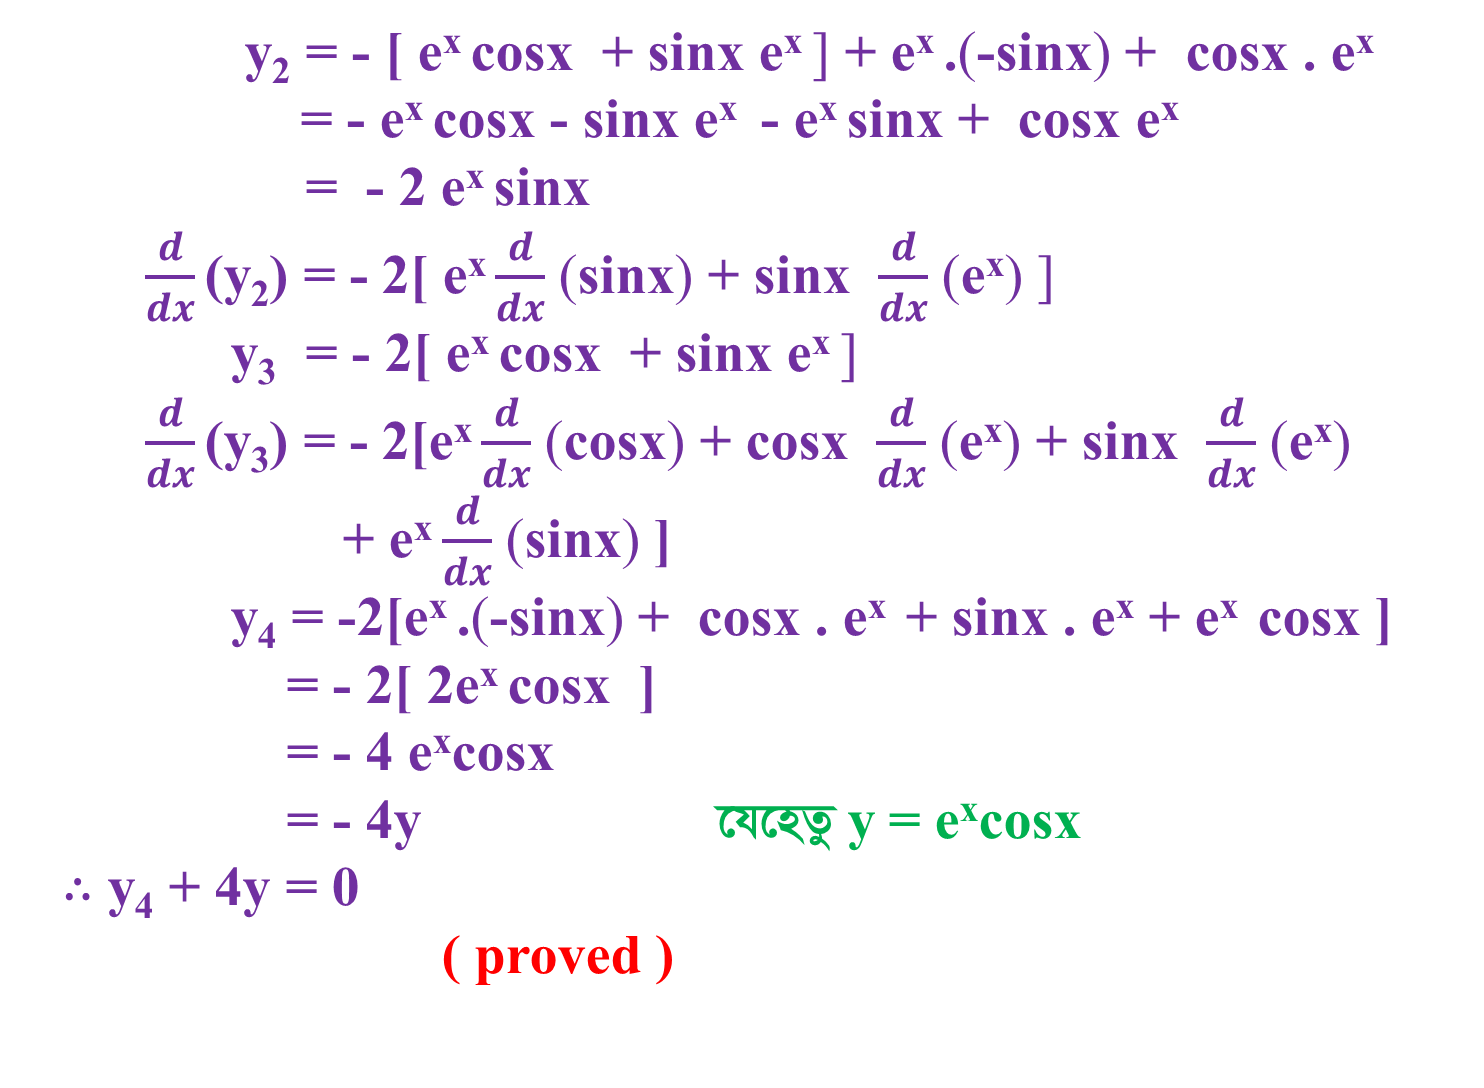 y₂ = - [ eˣ cosx + sinx eˣ ] + eˣ .(-sinx) + cosx . eˣ
= - eˣ cosx - sinx eˣ - eˣ sinx + cosx eˣ
= - 2 eˣ sinx
d/dx (y₂) = - 2[ eˣ d/dx (sinx) + sinx d/dx (eˣ) ]
y₃ = - 2[ eˣ cosx + sinx eˣ ]
d/dx (y₃) = - 2[eˣ d/dx (cosx) + cosx d/dx (eˣ) + sinx d/dx (eˣ)
+ eˣ d/dx (sinx) ]
y₄ = -2[eˣ .(-sinx) + cosx . eˣ + sinx . eˣ + eˣ cosx ]
= - 2[ 2eˣ cosx ]
= - 4 eˣcosx
= - 4y যেহেতু y = eˣcosx
∴ y₄ + 4y = 0
( proved )